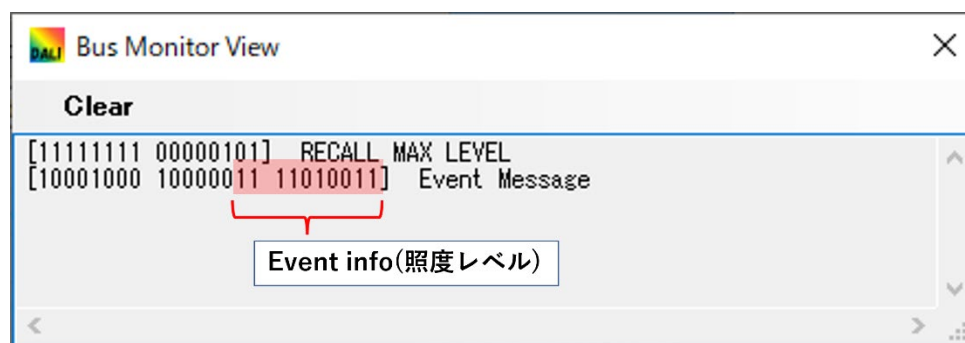 DALI Bus Monitor View
Clear
[11111111 00000101] RECALL MAX LEVEL
[10001000 10000011 11010011] Event Message
Event info(照度レベル)